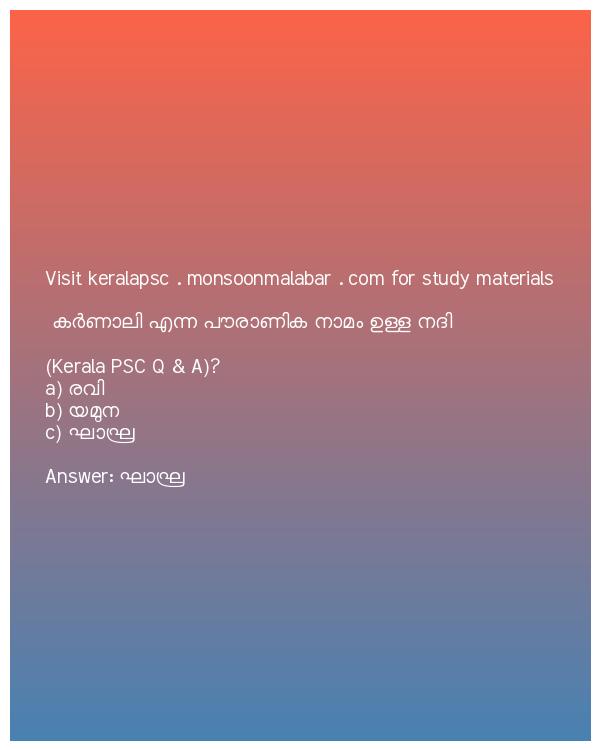 Visit keralapsc . monsoonmalabar . com for study materials
കർണാലി എന്ന പൗരാണിക നാമം ഉള്ള നദി
(Kerala PSC Q & A)?
a) രവി
b) യമുന
c) ഘാഘ്ര
Answer: ഘാഘ്ര